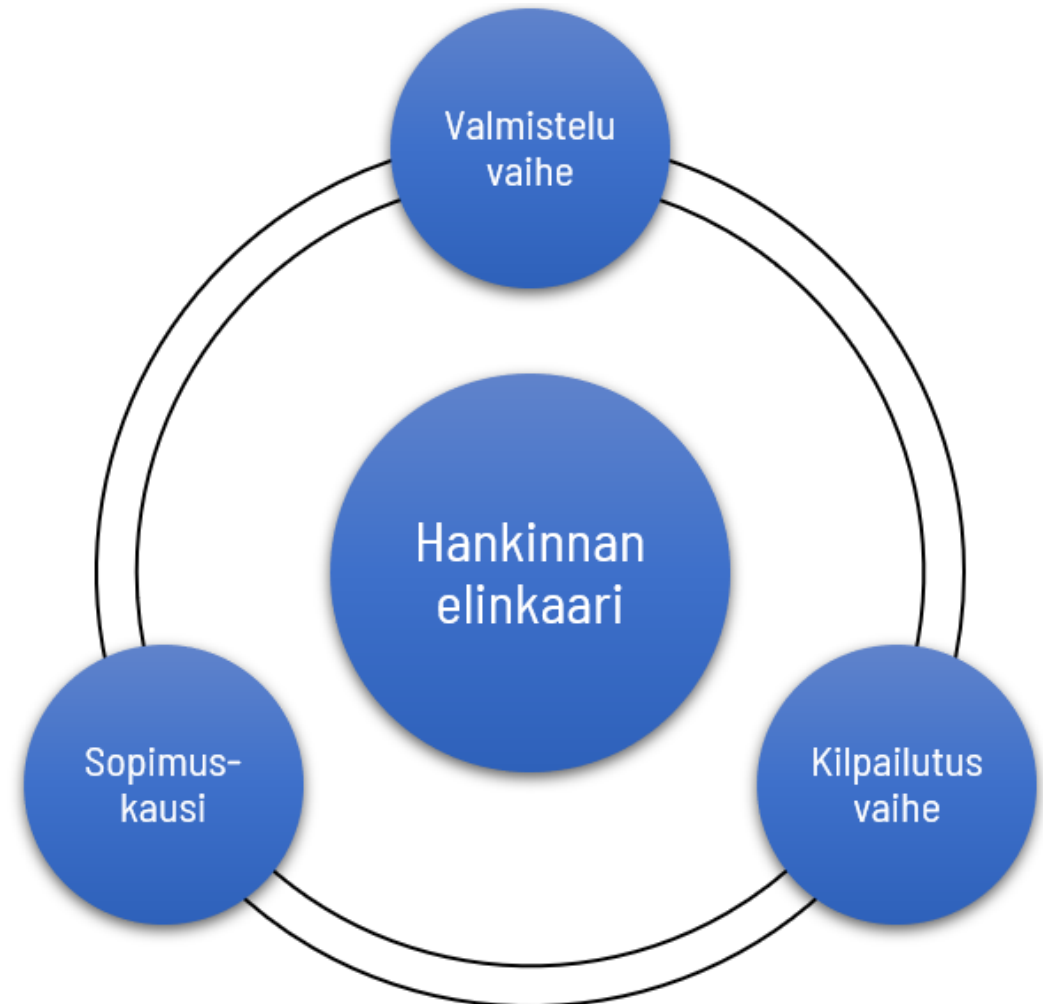 Valmistelu
vaihe
Hankinnan
elinkaari
Sopimus-
kausi
Kilpailutus
vaihe